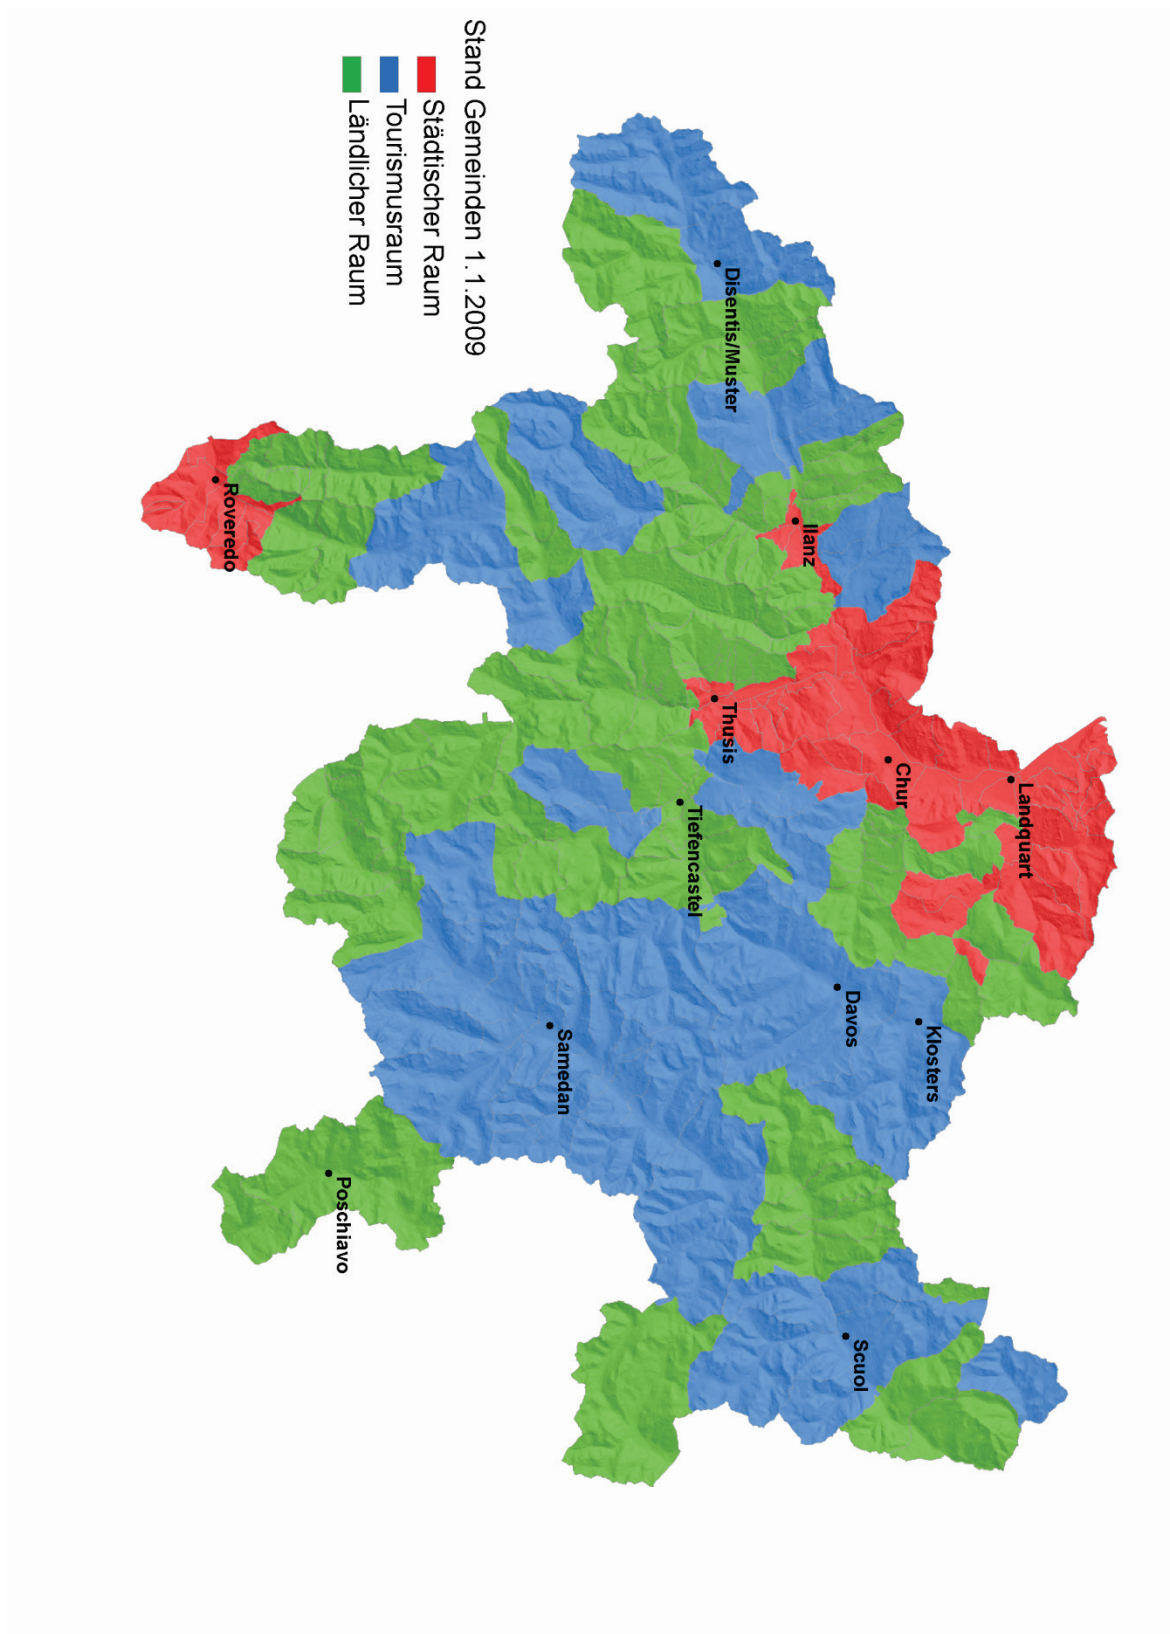 Stand Gemeinden 1.1.2009
Städtischer Raum
Tourismusraum
Ländlicher Raum
Landquart
Klosters
Chur
Davos
Scuol
Ilanz
Disentis/Muster
Thusis
Tiefencastel
Samedan
Poschiavo
Roveredo